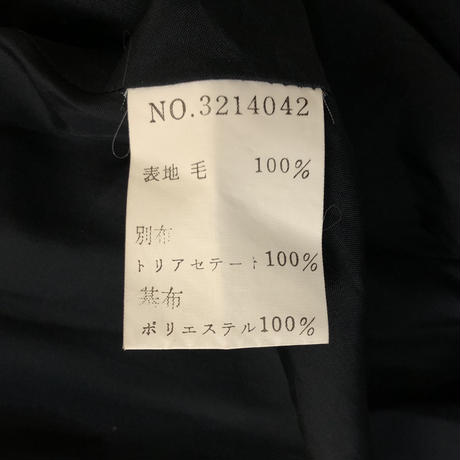 NO.3214042
表地 毛 100%
別布
トリアセテート100%
基布
ポリエステル100%